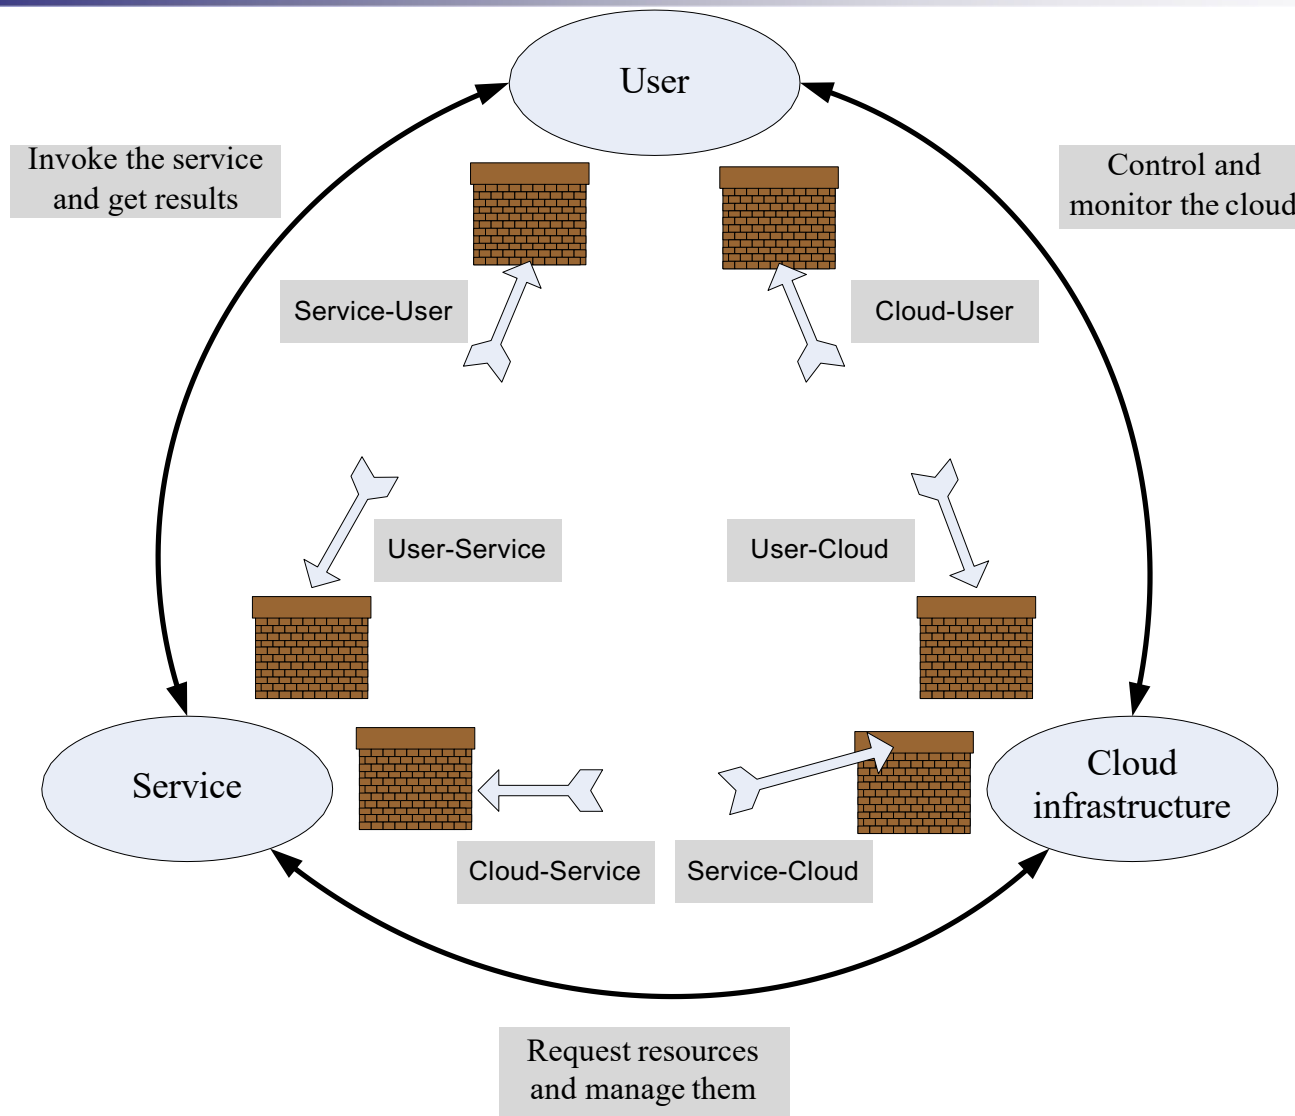 User
Invoke the service
and get results
Control and
monitor the cloud
Service-User
Cloud-User
User-Service
User-Cloud
Service
Cloud
infrastructure
Cloud-Service
Service-Cloud
Request resources
and manage them